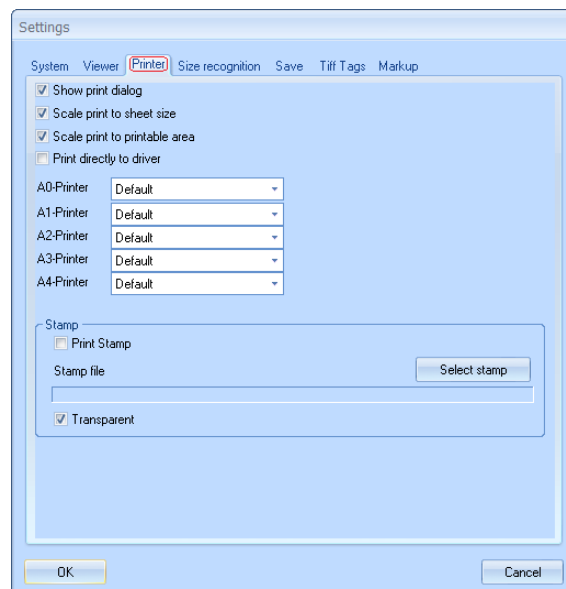 Settings
System Viewer Printer Size recognition Save Tiff Tags Markup
Show print dialog
Scale print to sheet size
Scale print to printable area
Print directly to driver
A0-Printer Default
A1-Printer Default
A2-Printer Default
A3-Printer Default
A4-Printer Default
Stamp
Print Stamp
Stamp file Select stamp
Transparent
OK Cancel